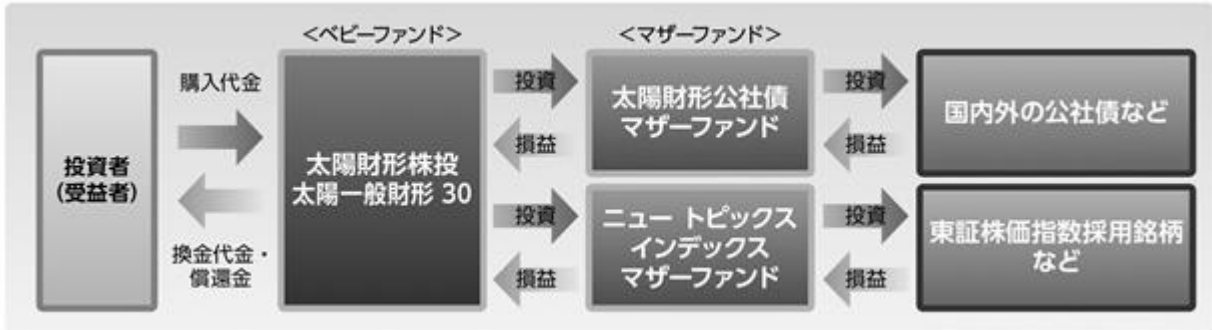 <ベビーファンド>
<マザーファンド>
投資者
(受益者)
購入代金
換金代金・
償還金
太陽財形株投
太陽一般財形 30
投資
損益
太陽財形公社債
マザーファンド
投資
損益
国内外の公社債など
投資
損益
ニュー トピックス
インデックス
マザーファンド
投資
損益
東証株価指数採用銘柄
など